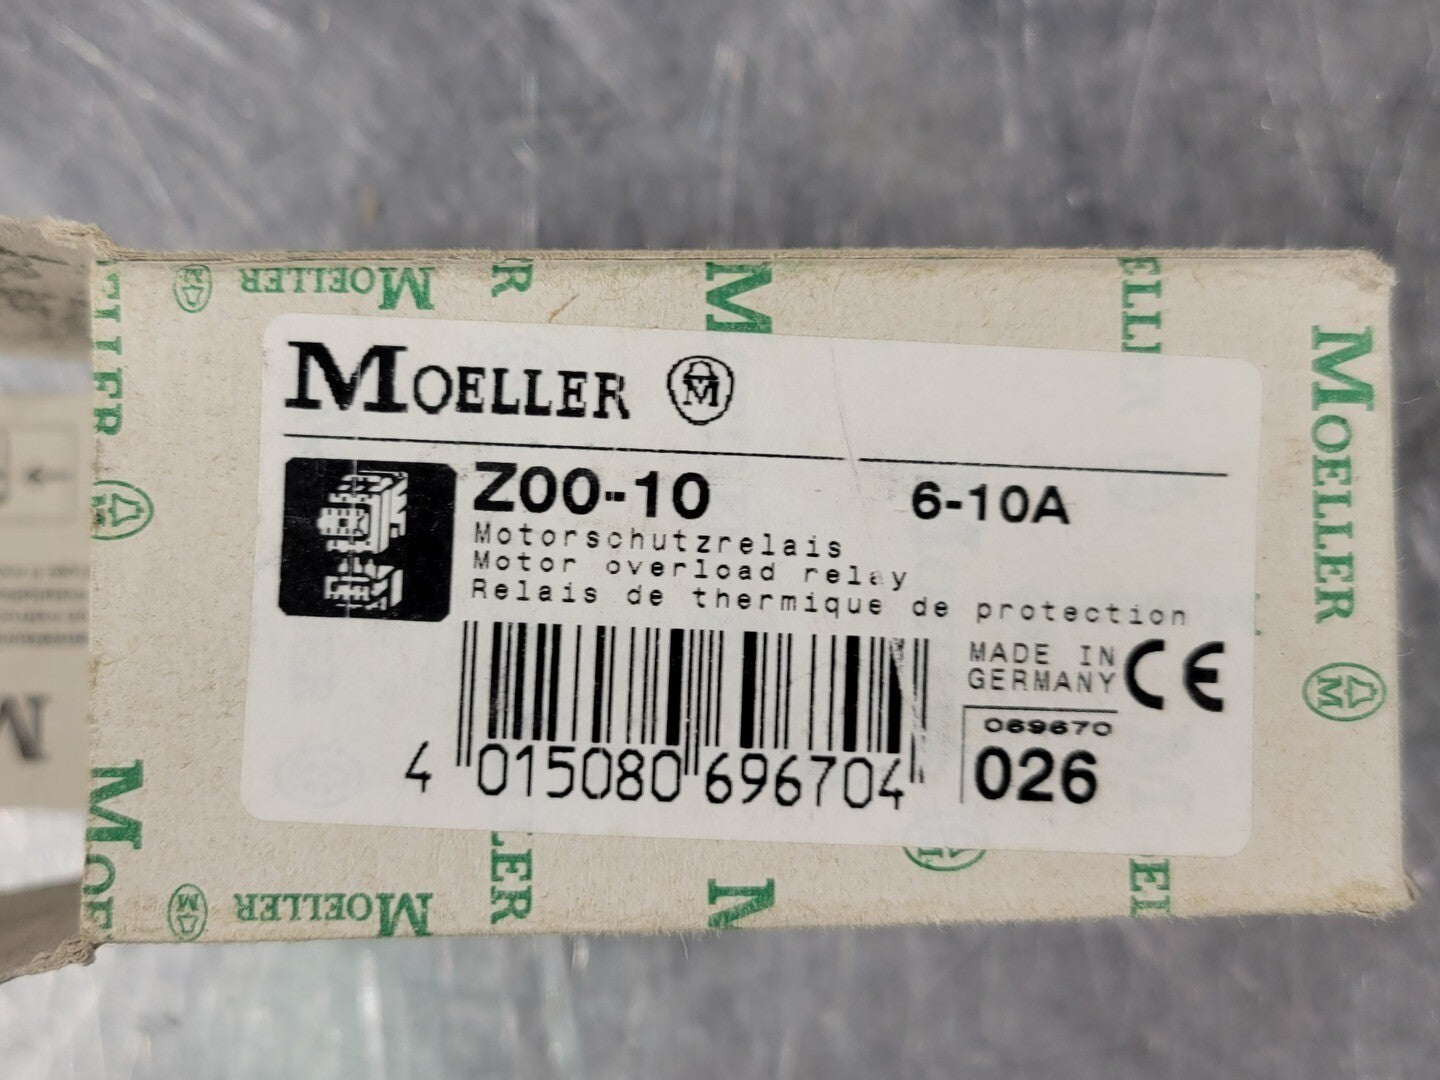 MOELLER
Z00-10 6-10A
Motorschutzrelais
Motor overload relay
Relais de thermique de protection
MADE IN
GERMANY
CE
069670
026
4 015080 696704
MOELLER
MOELLER
MOELLER